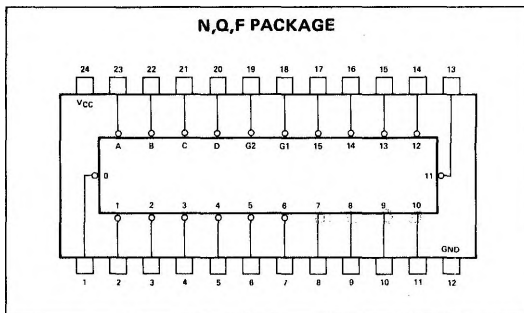 N,Q,F PACKAGE
24 23 22 21 20 19 18 17 16 15 14 13
VCC
A B C D G2 G1 15 14 13 12
0 11
1 2 3 4 5 6 7 8 9 10
GND
1 2 3 4 5 6 7 8 9 10 11 12